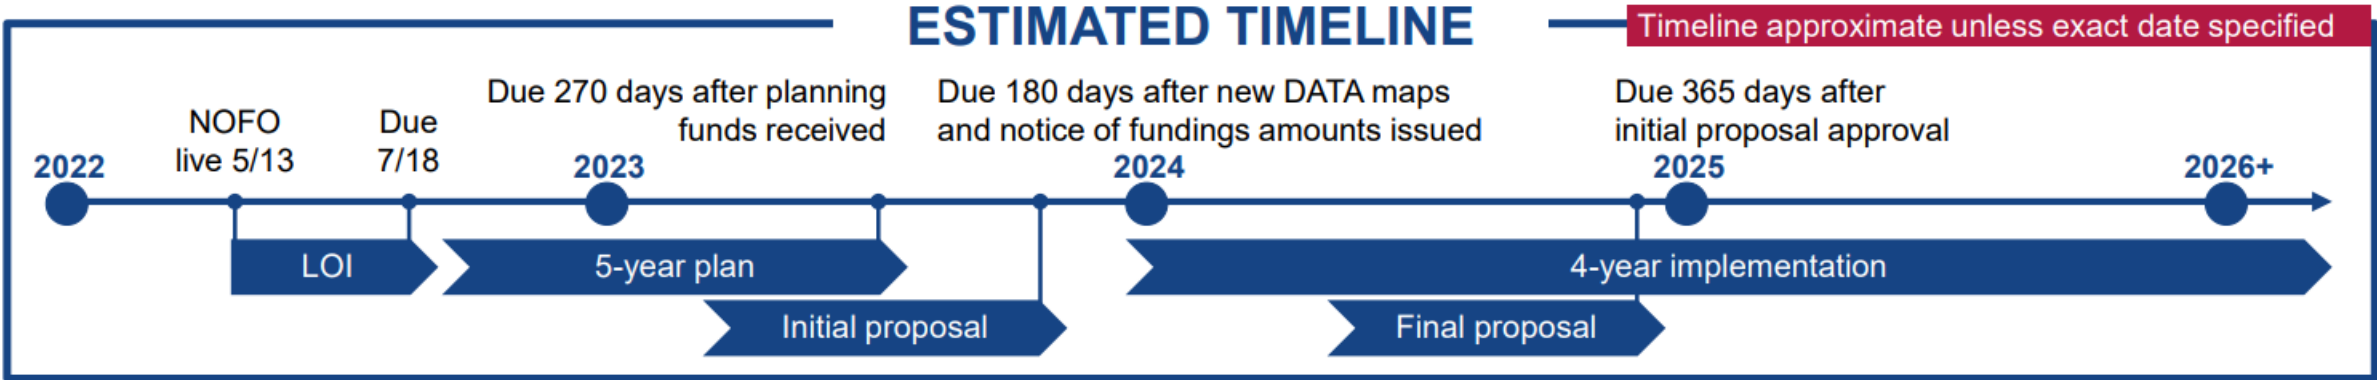 ESTIMATED TIMELINE
Timeline approximate unless exact date specified
NOFO
live 5/13
Due
7/18
Due 270 days after planning
funds received
Due 180 days after new DATA maps
and notice of fundings amounts issued
Due 365 days after
initial proposal approval
2022
2023
2024
2025
2026+
LOI
5-year plan
4-year implementation
Initial proposal
Final proposal